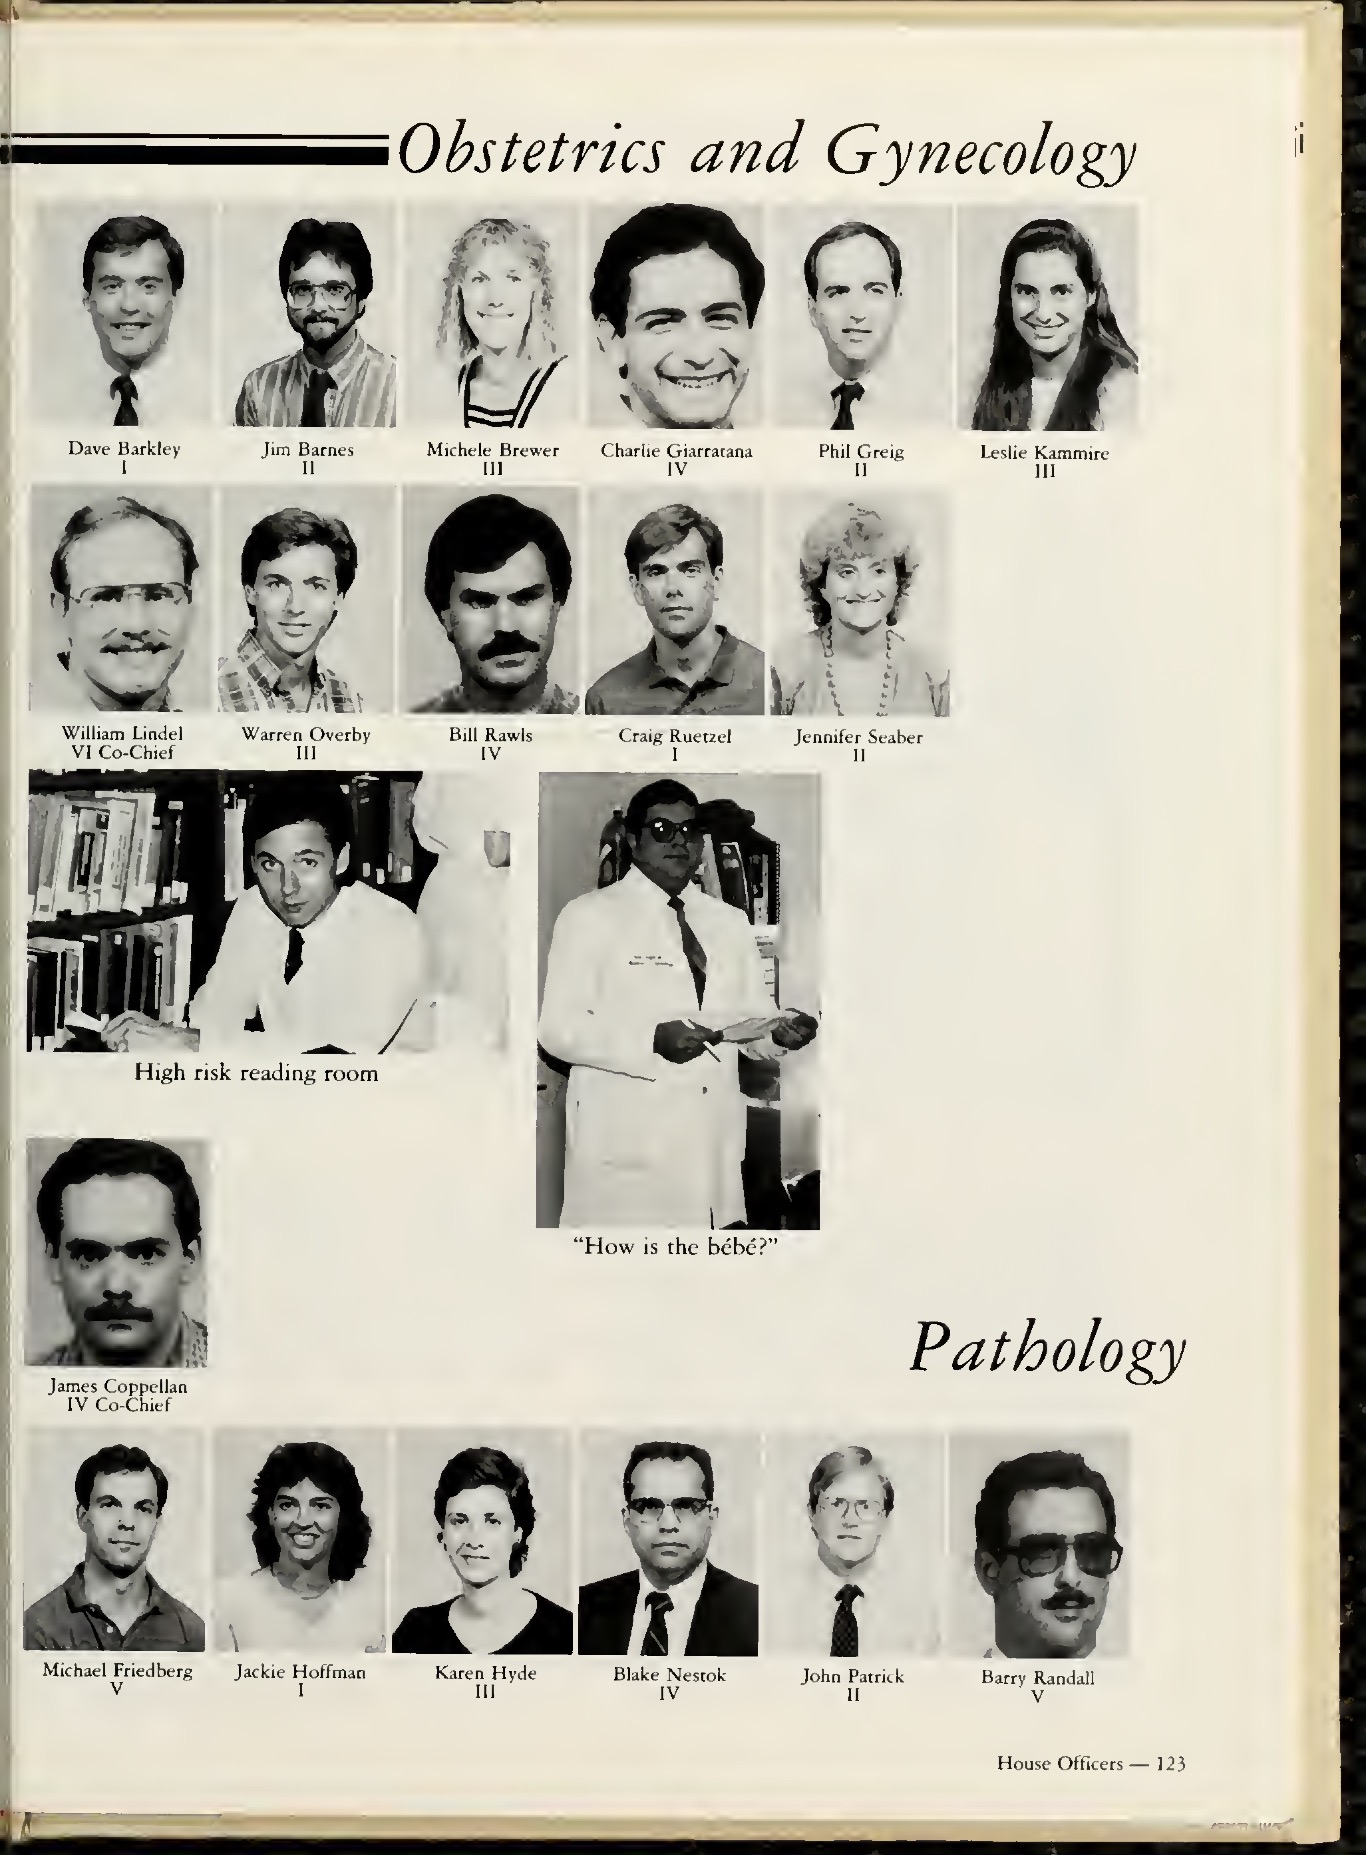 Obstetrics and Gynecology
Dave Barkley
I
Jim Barnes
II
Michele Brewer
III
Charlie Giarratana
IV
Phil Greig
II
Leslie Kammire
III
William Lindel
VI Co-Chief
Warren Overby
III
Bill Rawls
IV
Craig Ruetzel
I
Jennifer Seaber
II
High risk reading room
"How is the bébé?"
Pathology
James Coppellan
IV Co-Chief
Michael Friedberg
V
Jackie Hoffman
I
Karen Hyde
III
Blake Nestok
IV
John Patrick
II
Barry Randall
V
House Officers — 123